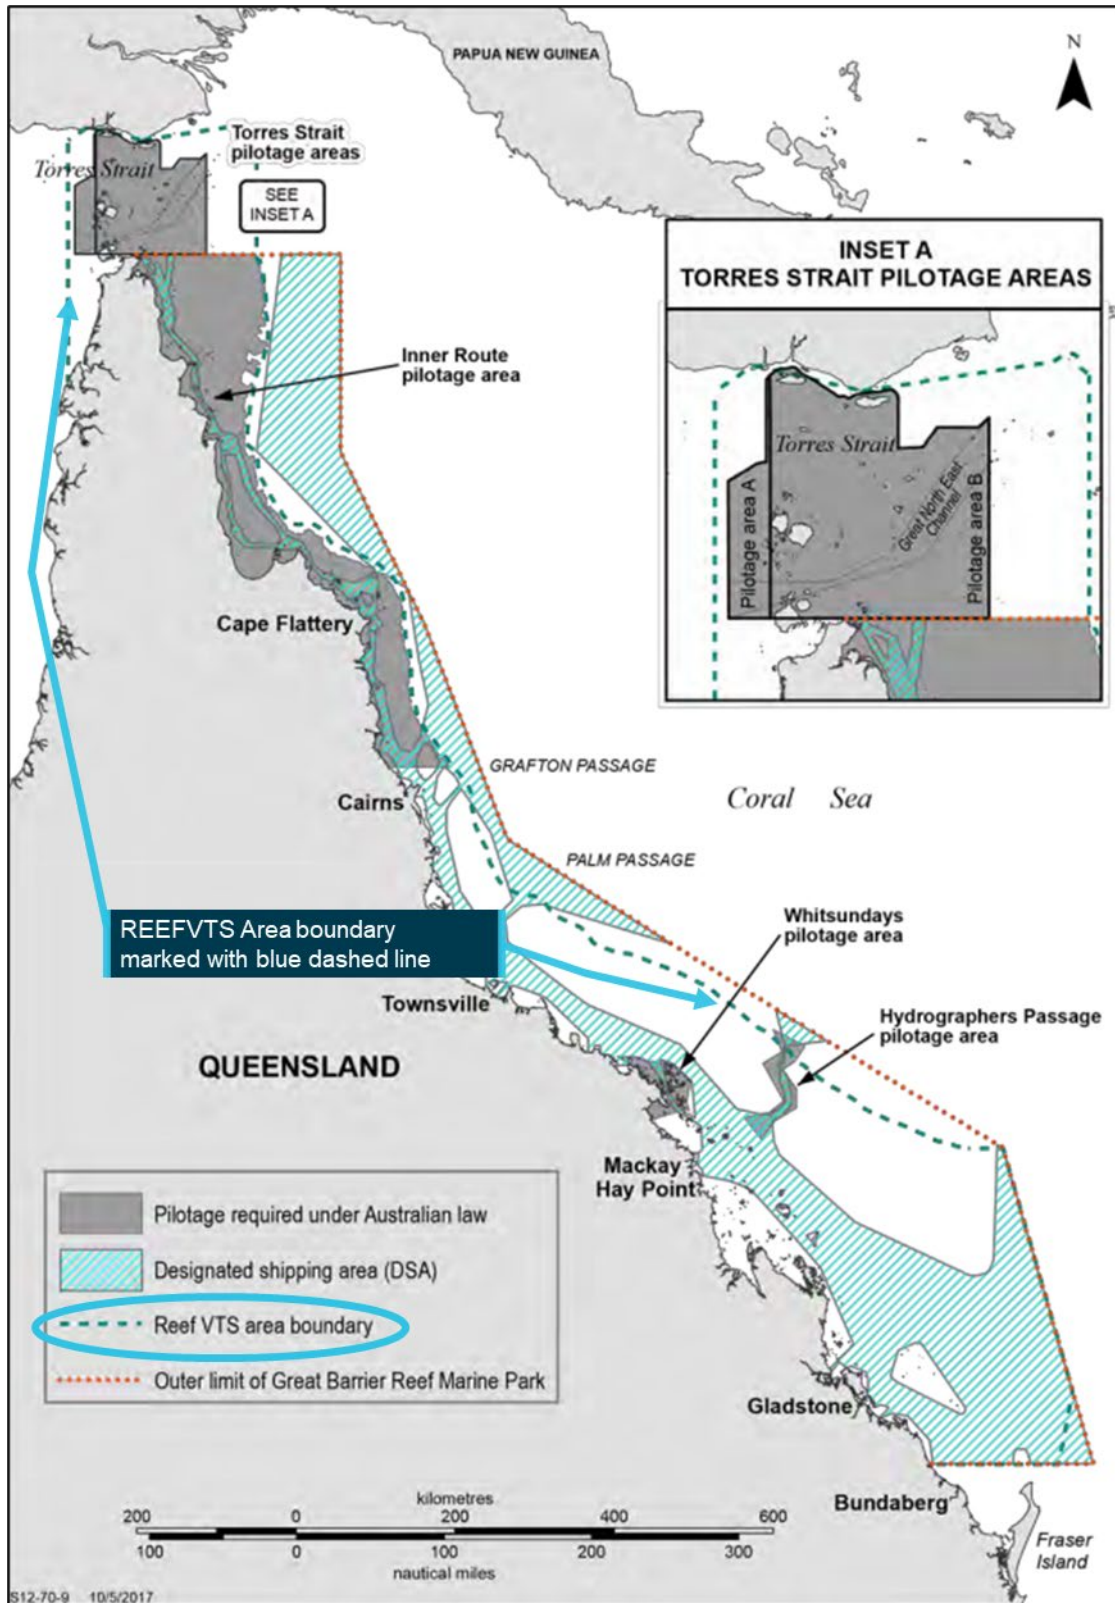 PAPUA NEW GUINEA
N
Torres Strait
pilotage areas
Torres Strait
SEE
INSET A
INSET A
TORRES STRAIT PILOTAGE AREAS
Inner Route
pilotage area
Torres Strait
Great North East
Channel
Pilotage area A
Pilotage area B
Cape Flattery
GRAFTON PASSAGE
Cairns
Coral Sea
PALM PASSAGE
REEFVTS Area boundary
marked with blue dashed line
Whitsundays
pilotage area
Townsville
Hydrographers Passage
pilotage area
QUEENSLAND
Mackay
Hay Point
Pilotage required under Australian law
Designated shipping area (DSA)
Reef VTS area boundary
Outer limit of Great Barrier Reef Marine Park
Gladstone
Bundaberg
Fraser
Island
kilometres
200 0 200 400 600
100 0 100 200 300
nautical miles
S12-70-9 10/5/2017